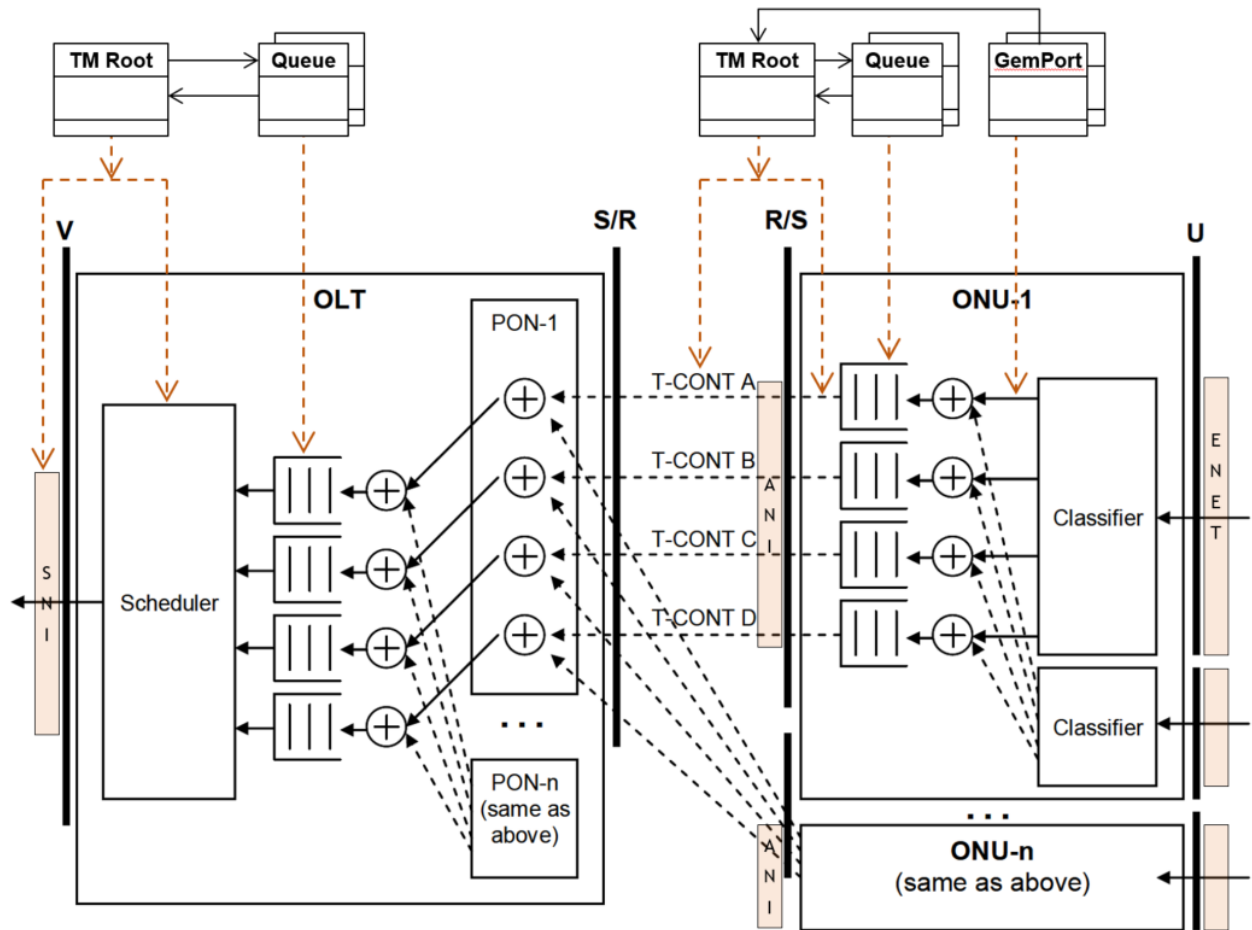 TM Root
Queue
TM Root
Queue
GemPort
V
S/R
R/S
U
OLT
ONU-1
PON-1
T-CONT A
T-CONT B
T-CONT C
T-CONT D
A
N
I
E
N
E
T
Classifier
S
N
I
Scheduler
Classifier
...
PON-n
(same as
above)
...
A
N
I
ONU-n
(same as above)